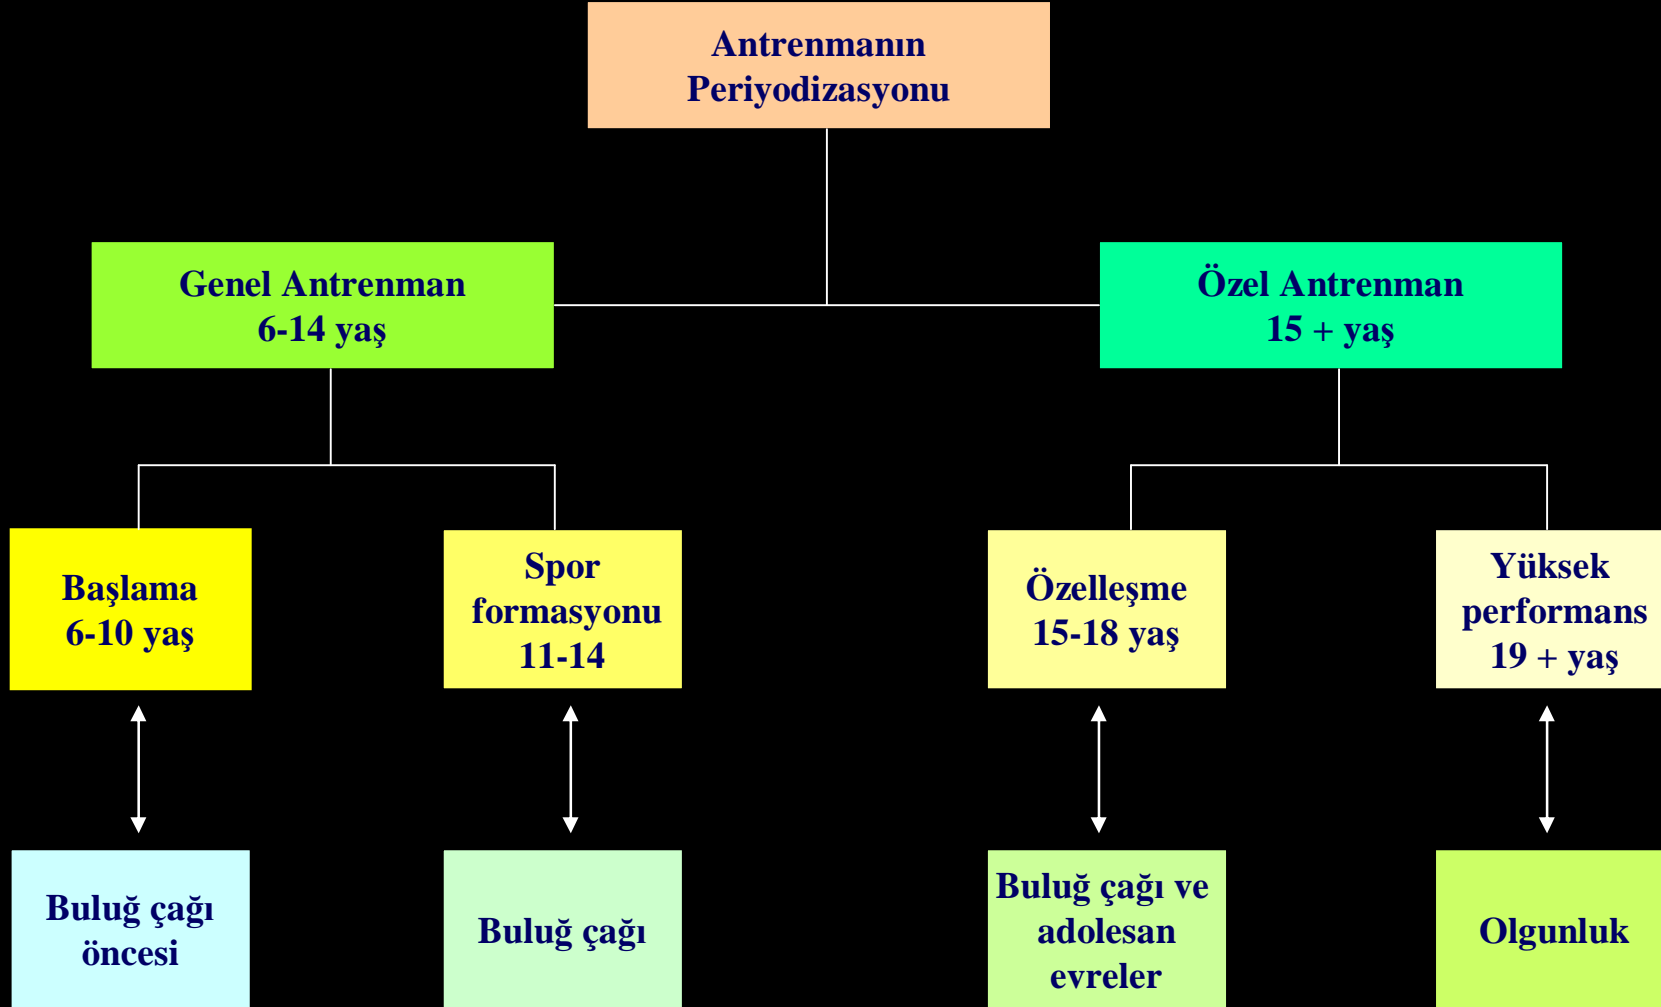 Antrenmanın
Periyodizasyonu
Genel Antrenman
6-14 yaş
Özel Antrenman
15 + yaş
Başlama
6-10 yaş
Spor
formasyonu
11-14
Özelleşme
15-18 yaş
Yüksek
performans
19 + yaş
Buluğ çağı
öncesi
Buluğ çağı
Buluğ çağı ve
adolesan
evreler
Olgunluk